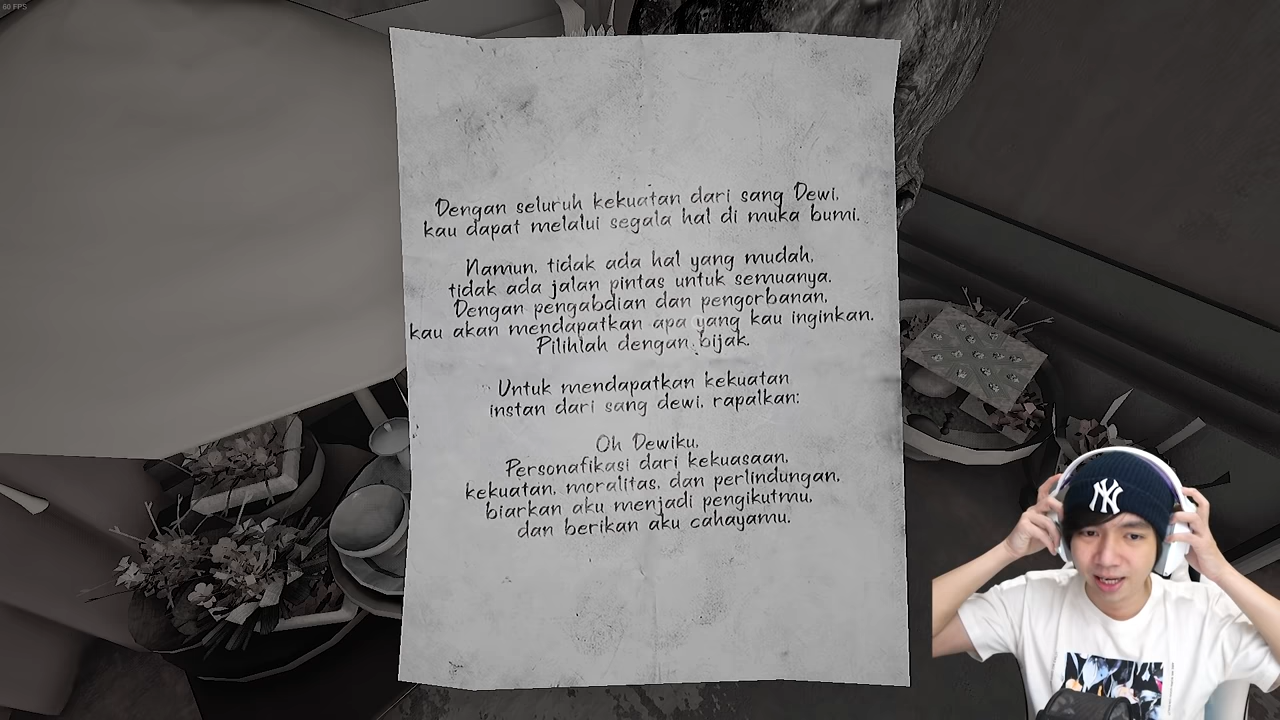 60 FPS
Dengan seluruh kekuatan dari sang Dewi,
kau dapat melalui segala hal di muka bumi.
Namun, tidak ada hal yang mudah,
tidak ada jalan pintas untuk semuanya.
Dengan pengabdian dan pengorbanan,
kau akan mendapatkan apa yang kau inginkan.
Pilihlah dengan bijak.
Untuk mendapatkan kekuatan
instan dari sang dewi, rapalkan:
Oh Dewiku,
Personafikasi dari kekuasaan,
kekuatan, moralitas, dan perlindungan,
biarkan aku menjadi pengikutmu,
dan berikan aku cahayamu.
NY